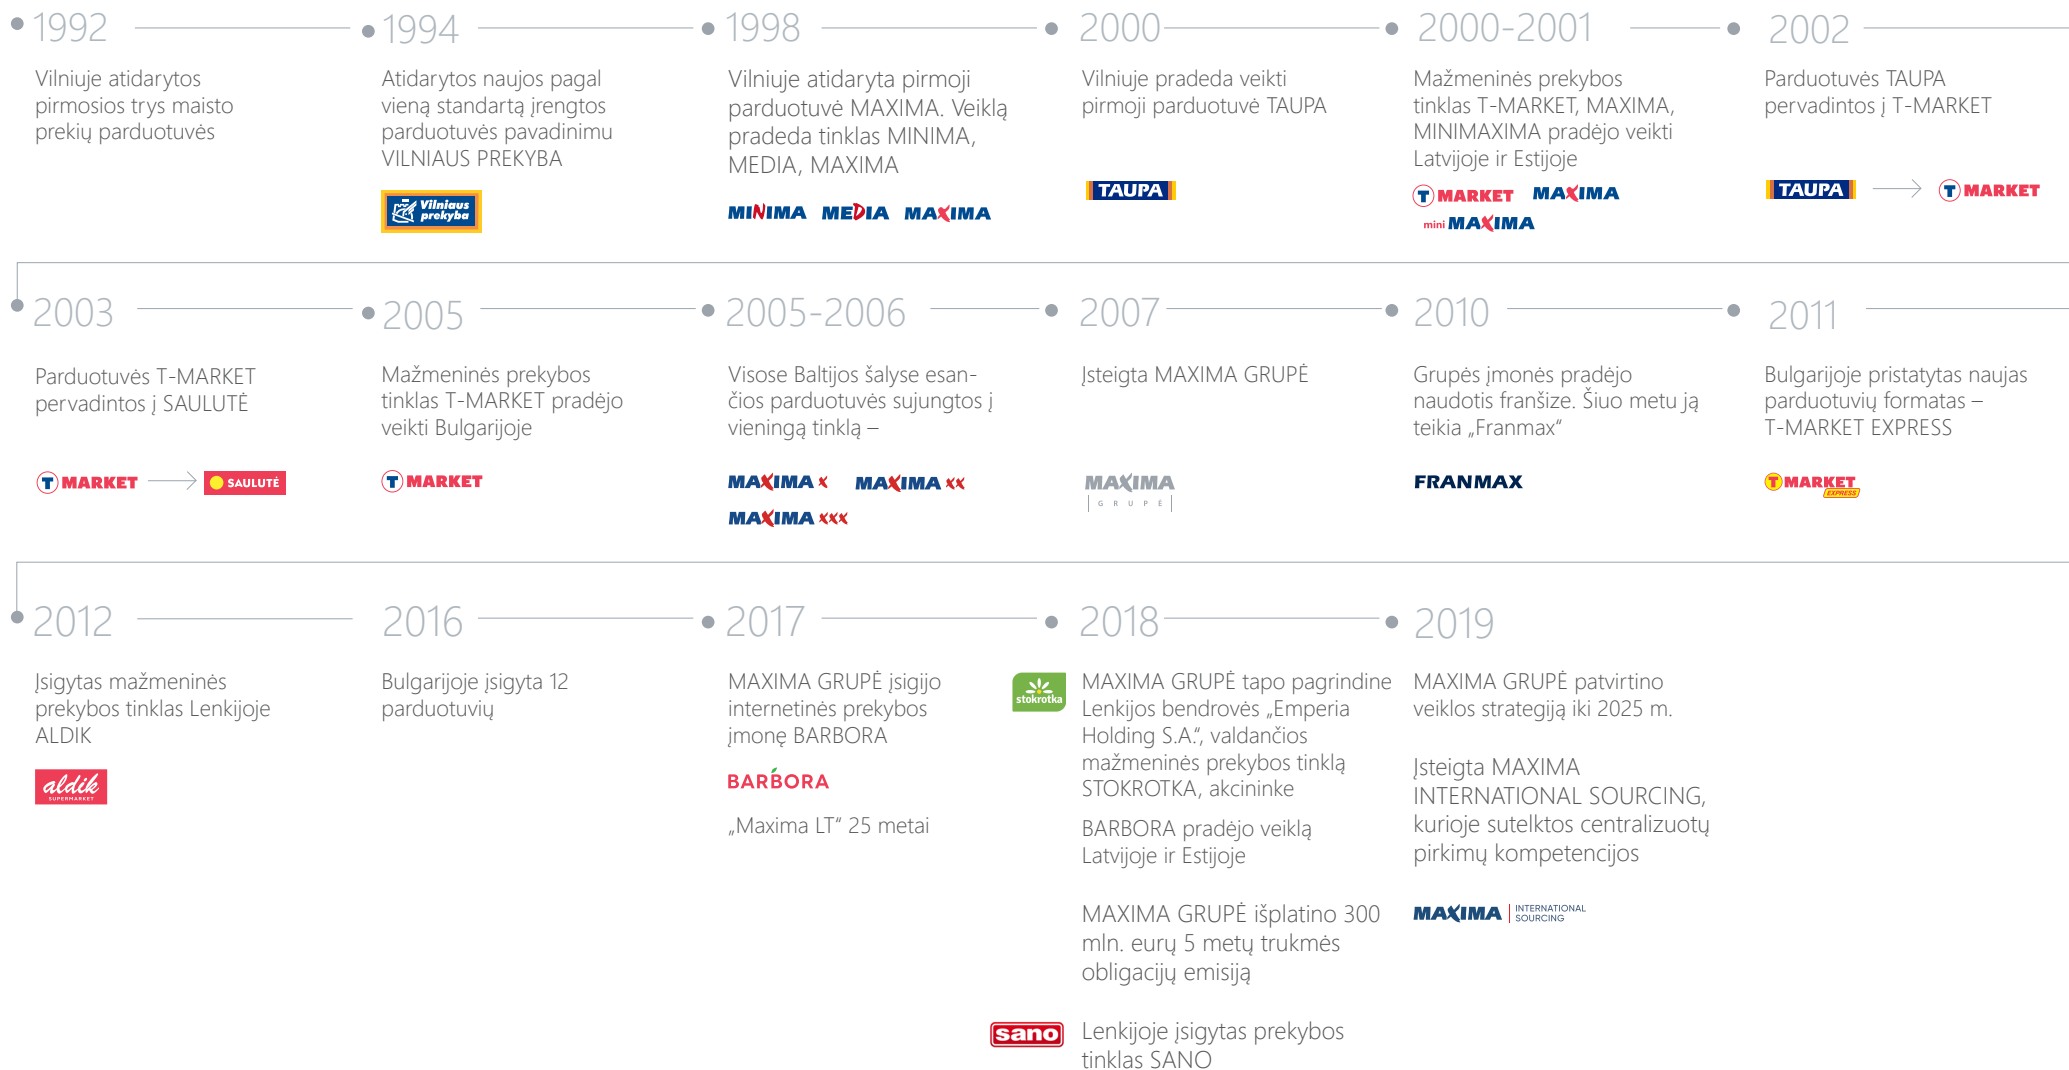 1992
Vilniuje atidarytos
pirmosios trys maisto
prekių parduotuvės
1994
Atidarytos naujos pagal
vieną standartą įrengtos
parduotuvės pavadinimu
VILNIAUS PREKYBA
Vilniaus
prekyba
1998
Vilniuje atidaryta pirmoji
parduotuvė MAXIMA. Veiklą
pradeda tinklas MINIMA,
MEDIA, MAXIMA
MINIMA MEDIA MAXIMA
2000
Vilniuje pradeda veikti
pirmoji parduotuvė TAUPA
TAUPA
2000-2001
Mažmeninės prekybos
tinklas T-MARKET, MAXIMA,
MINIMAXIMA pradėjo veikti
Latvijoje ir Estijoje
T MARKET MAXIMA
mini MAXIMA
2002
Parduotuvės TAUPA
pervadintos į T-MARKET
TAUPA T MARKET
2003
Parduotuvės T-MARKET
pervadintos į SAULUTĖ
T MARKET SAULUTĖ
2005
Mažmeninės prekybos
tinklas T-MARKET pradėjo
veikti Bulgarijoje
T MARKET
2005-2006
Visose Baltijos šalyse esan-
čios parduotuvės sujungtos į
vieningą tinklą –
MAXIMA X MAXIMA XX
MAXIMA XXX
2007
Įsteigta MAXIMA GRUPĖ
MAXIMA
GRUPĖ
2010
Grupės įmonės pradėjo
naudotis franšize. Šiuo metu ją
teikia „Franmax“
FRANMAX
2011
Bulgarijoje pristatytas naujas
parduotuvių formatas –
T-MARKET EXPRESS
T MARKET
EXPRESS
2012
Įsigytas mažmeninės
prekybos tinklas Lenkijoje
ALDIK
aldik
SUPERMARKET
2016
Bulgarijoje įsigyta 12
parduotuvių
2017
MAXIMA GRUPĖ įsigijo
internetinės prekybos
įmonę BARBORA
BARBORA
„Maxima LT“ 25 metai
2018
stokrotka
MAXIMA GRUPĖ tapo pagrindine
Lenkijos bendrovės „Emperia
Holding S.A.“, valdančios
mažmeninės prekybos tinklą
STOKROTKA, akcininke
BARBORA pradėjo veiklą
Latvijoje ir Estijoje
MAXIMA GRUPĖ išplatino 300
mln. eurų 5 metų trukmės
obligacijų emisiją
sano
Lenkijoje įsigytas prekybos
tinklas SANO
2019
MAXIMA GRUPĖ patvirtino
veiklos strategiją iki 2025 m.
Įsteigta MAXIMA
INTERNATIONAL SOURCING,
kurioje sutelktos centralizuotų
pirkimų kompetencijos
MAXIMA INTERNATIONAL
SOURCING